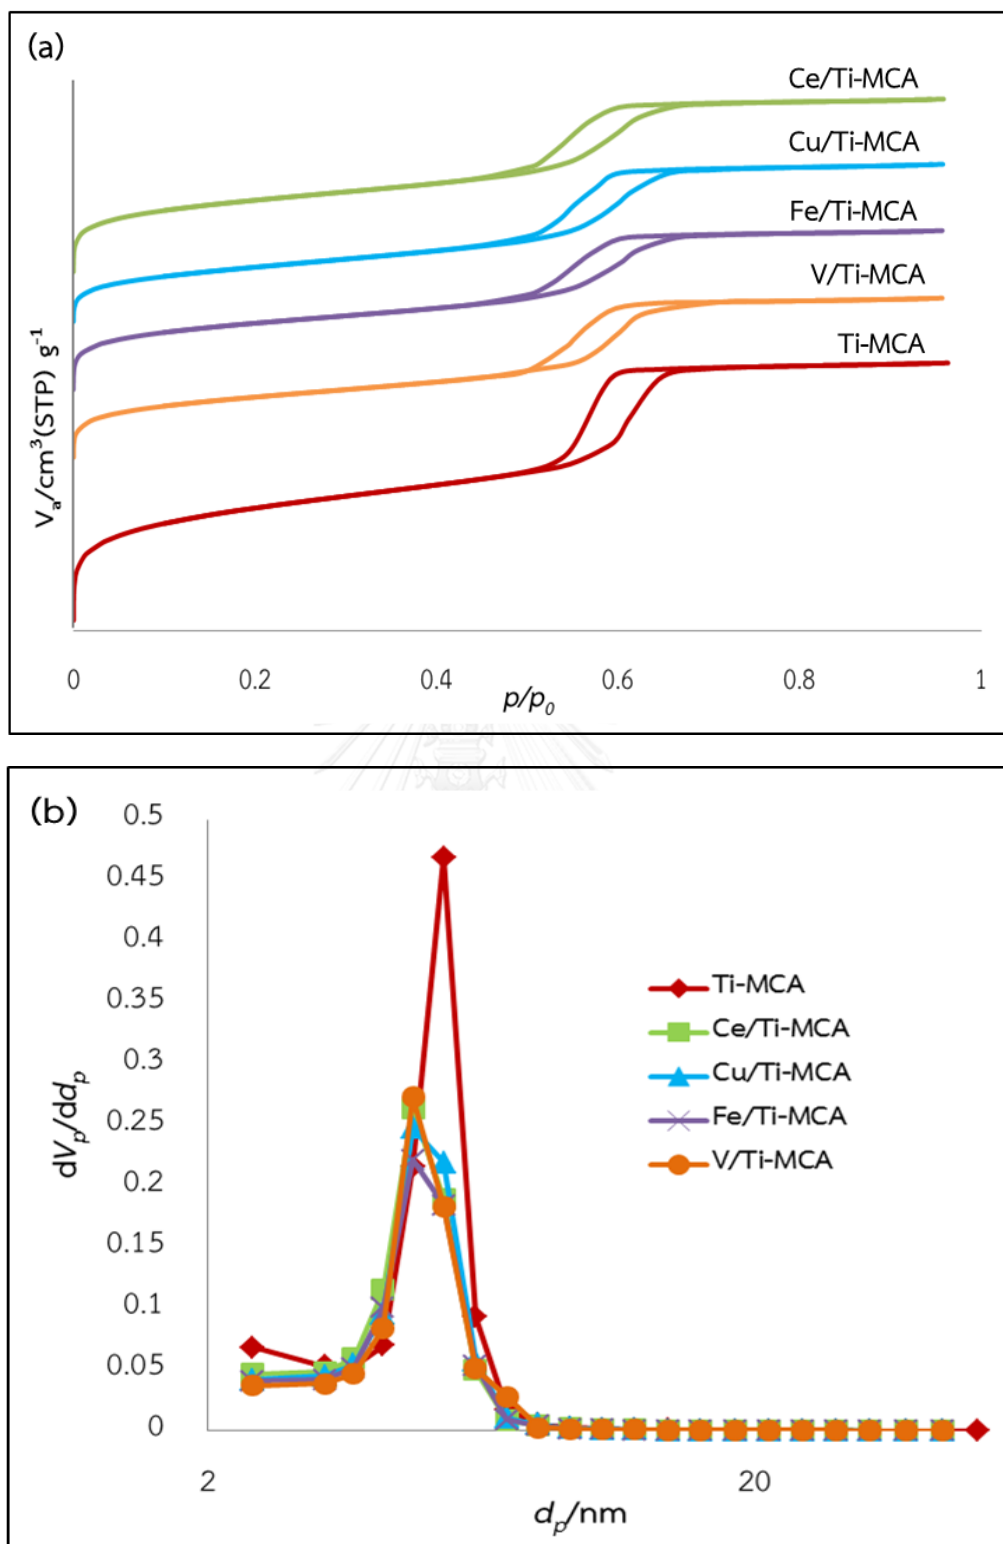 (a)
Ce/Ti-MCA
Cu/Ti-MCA
Fe/Ti-MCA
V/Ti-MCA
Ti-MCA
Va/cm³(STP) g⁻¹
0 0.2 0.4 0.6 0.8 1
p/p₀
(b)
0.5
0.45
0.4
0.35
0.3
0.25
0.2
0.15
0.1
0.05
0
dVp/ddp
Ti-MCA
Ce/Ti-MCA
Cu/Ti-MCA
Fe/Ti-MCA
V/Ti-MCA
2 20
dp/nm